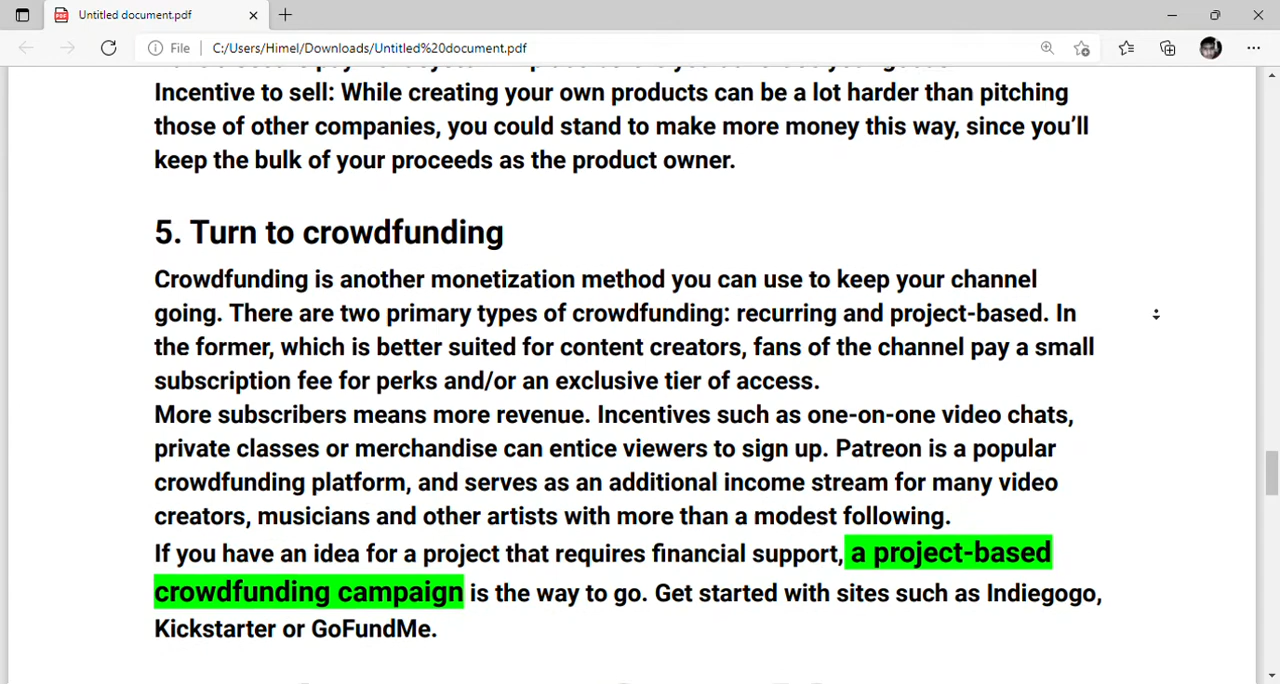 Untitled document.pdf
File
C:/Users/Himel/Downloads/Untitled%20document.pdf
Incentive to sell: While creating your own products can be a lot harder than pitching
those of other companies, you could stand to make more money this way, since you’ll
keep the bulk of your proceeds as the product owner.
5. Turn to crowdfunding
Crowdfunding is another monetization method you can use to keep your channel
going. There are two primary types of crowdfunding: recurring and project-based. In
the former, which is better suited for content creators, fans of the channel pay a small
subscription fee for perks and/or an exclusive tier of access.
More subscribers means more revenue. Incentives such as one-on-one video chats,
private classes or merchandise can entice viewers to sign up. Patreon is a popular
crowdfunding platform, and serves as an additional income stream for many video
creators, musicians and other artists with more than a modest following.
If you have an idea for a project that requires financial support, a project-based
crowdfunding campaign is the way to go. Get started with sites such as Indiegogo,
Kickstarter or GoFundMe.